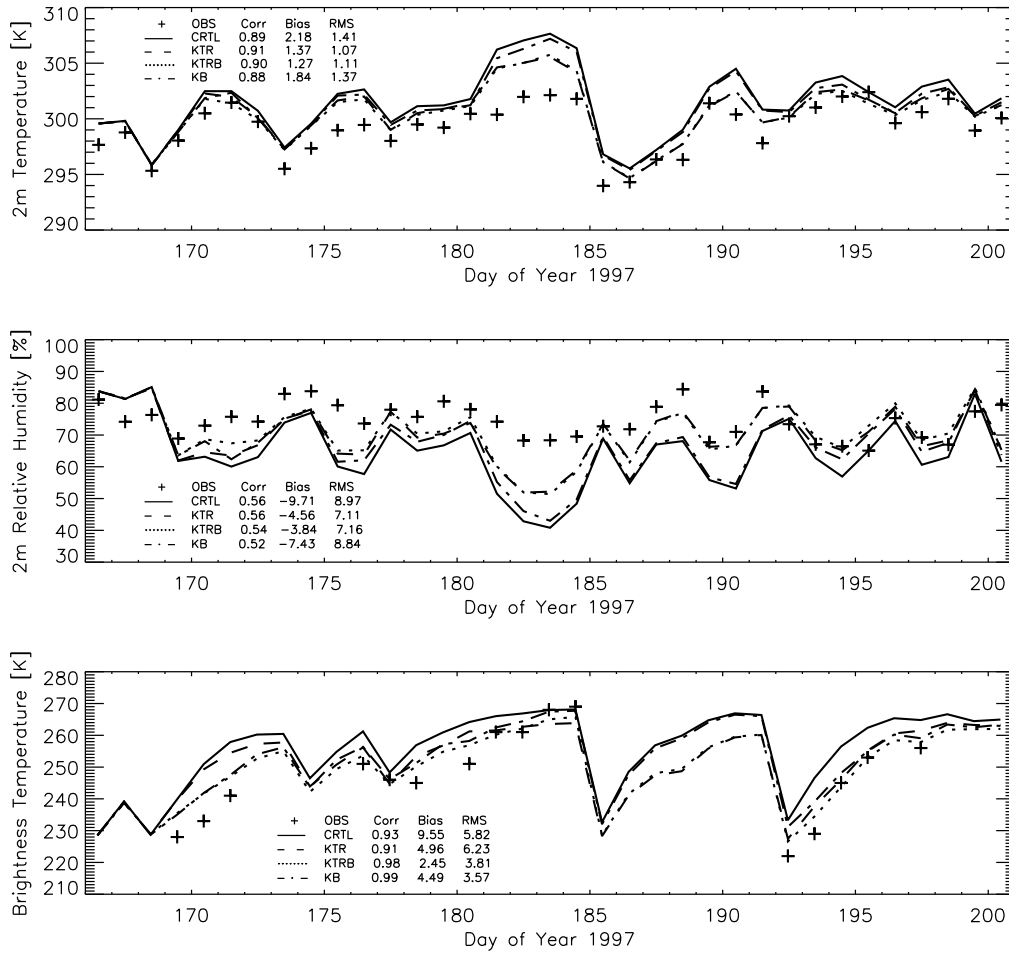 2m Temperature [K]
310
305
300
295
290
+ OBS Corr Bias RMS
CRTL 0.89 2.18 1.41
KTR 0.91 1.37 1.07
KTRB 0.90 1.27 1.11
KB 0.88 1.84 1.37
170 175 180 185 190 195 200
Day of Year 1997
2m Relative Humidity [%]
100
90
80
70
60
50
40
30
+ OBS Corr Bias RMS
CRTL 0.56 −9.71 8.97
KTR 0.56 −4.56 7.11
KTRB 0.54 −3.84 7.16
KB 0.52 −7.43 8.84
170 175 180 185 190 195 200
Day of Year 1997
Brightness Temperature [K]
280
270
260
250
240
230
220
210
+ OBS Corr Bias RMS
CRTL 0.93 9.55 5.82
KTR 0.91 4.96 6.23
KTRB 0.98 2.45 3.81
KB 0.99 4.49 3.57
170 175 180 185 190 195 200
Day of Year 1997